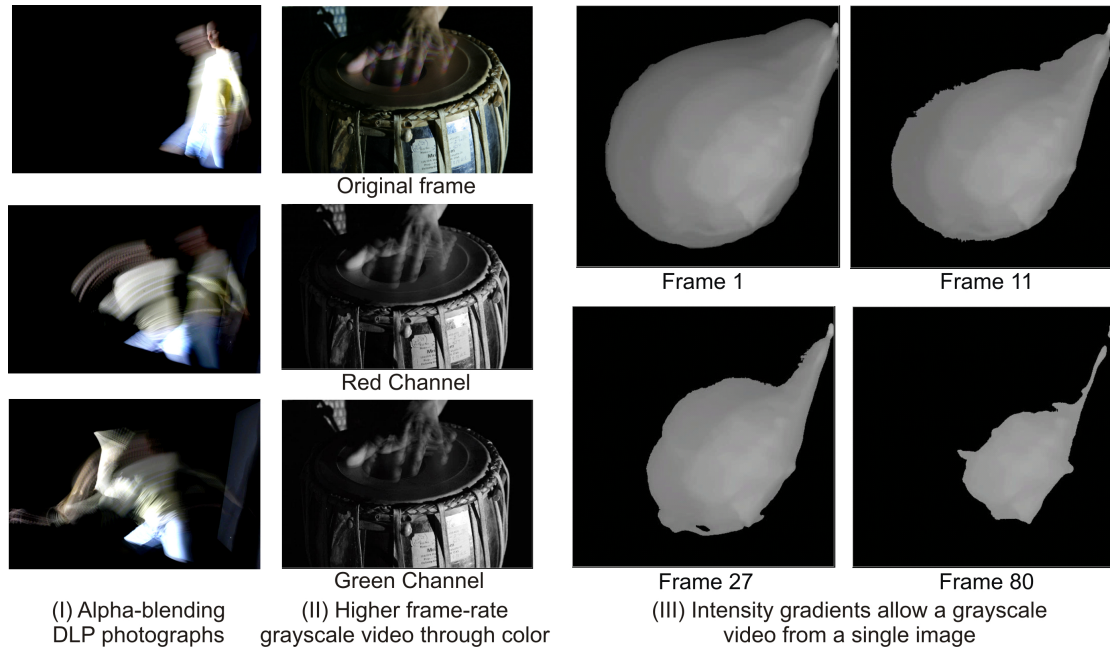 Original frame
Red Channel
Green Channel
(I) Alpha-blending
DLP photographs
(II) Higher frame-rate
grayscale video through color
Frame 1
Frame 11
Frame 27
Frame 80
(III) Intensity gradients allow a grayscale
video from a single image